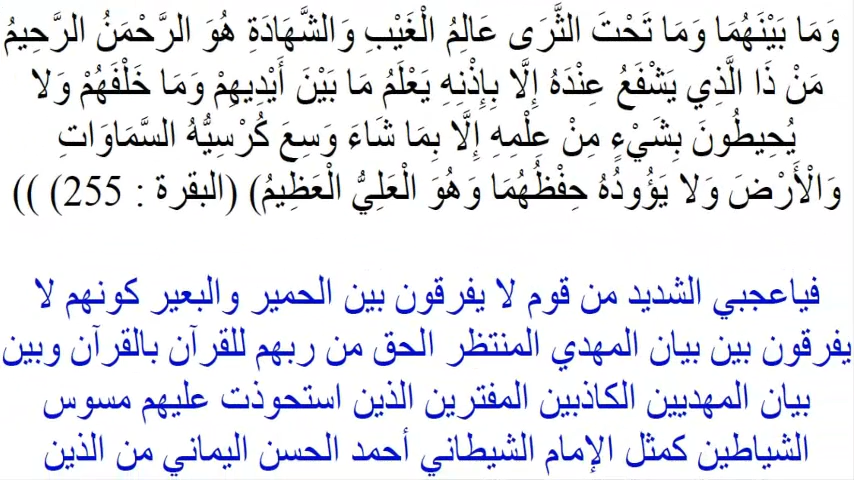 وَمَا بَيْنَهُمَا وَمَا تَحْتَ الثَّرَى عَالِمُ الْغَيْبِ وَالشَّهَادَةِ هُوَ الرَّحْمَنُ الرَّحِيمُ
مَنْ ذَا الَّذِي يَشْفَعُ عِنْدَهُ إِلَّا بِإِذْنِهِ يَعْلَمُ مَا بَيْنَ أَيْدِيهِمْ وَمَا خَلْفَهُمْ وَلا
يُحِيطُونَ بِشَيْءٍ مِنْ عِلْمِهِ إِلَّا بِمَا شَاءَ وَسِعَ كُرْسِيُّهُ السَّمَاوَاتِ
وَالْأَرْضَ وَلا يَؤُودُهُ حِفْظُهُمَا وَهُوَ الْعَلِيُّ الْعَظِيمُ) (البقرة : 255) ))
فياعجبي الشديد من قوم لا يفرقون بين الحمير والبعير كونهم لا
يفرقون بين بيان المهدي المنتظر الحق من ربهم للقرآن بالقرآن وبين
بيان المهديين الكاذبين المفترين الذين استحوذت عليهم مسوس
الشياطين كمثل الإمام الشيطاني أحمد الحسن اليماني من الذين